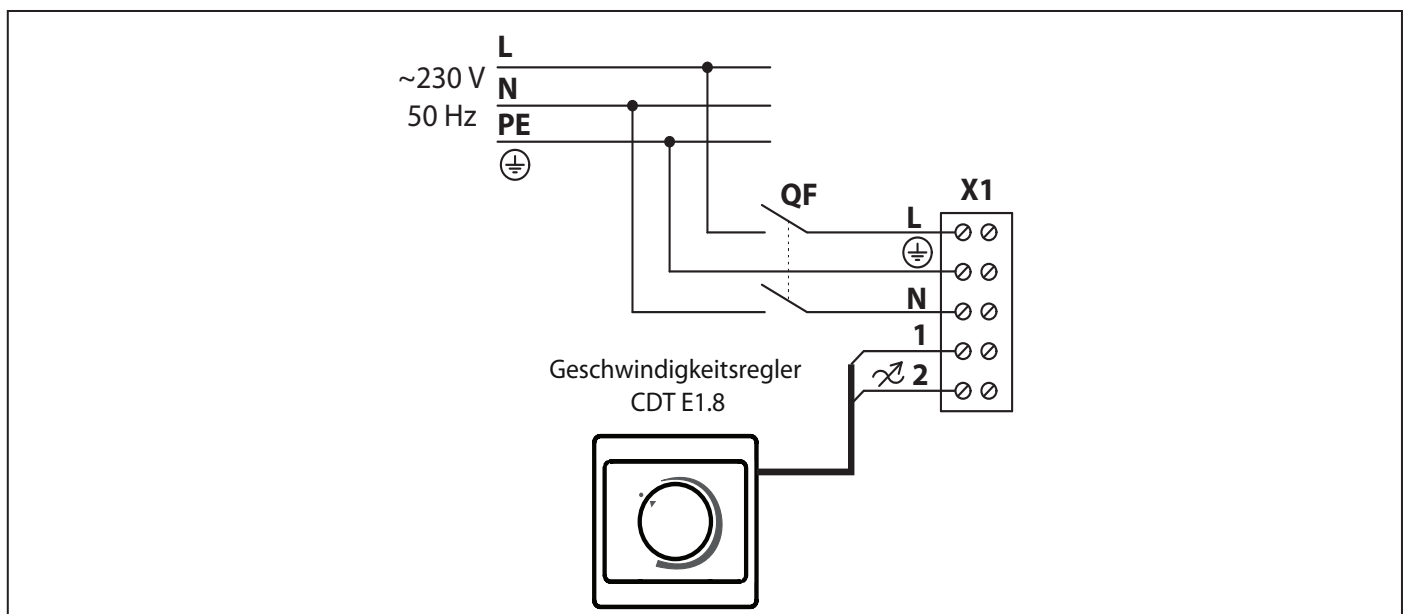 L
~230 V
N
50 Hz
PE
QF
X1
L
N
1
2
Geschwindigkeitsregler
CDT E1.8